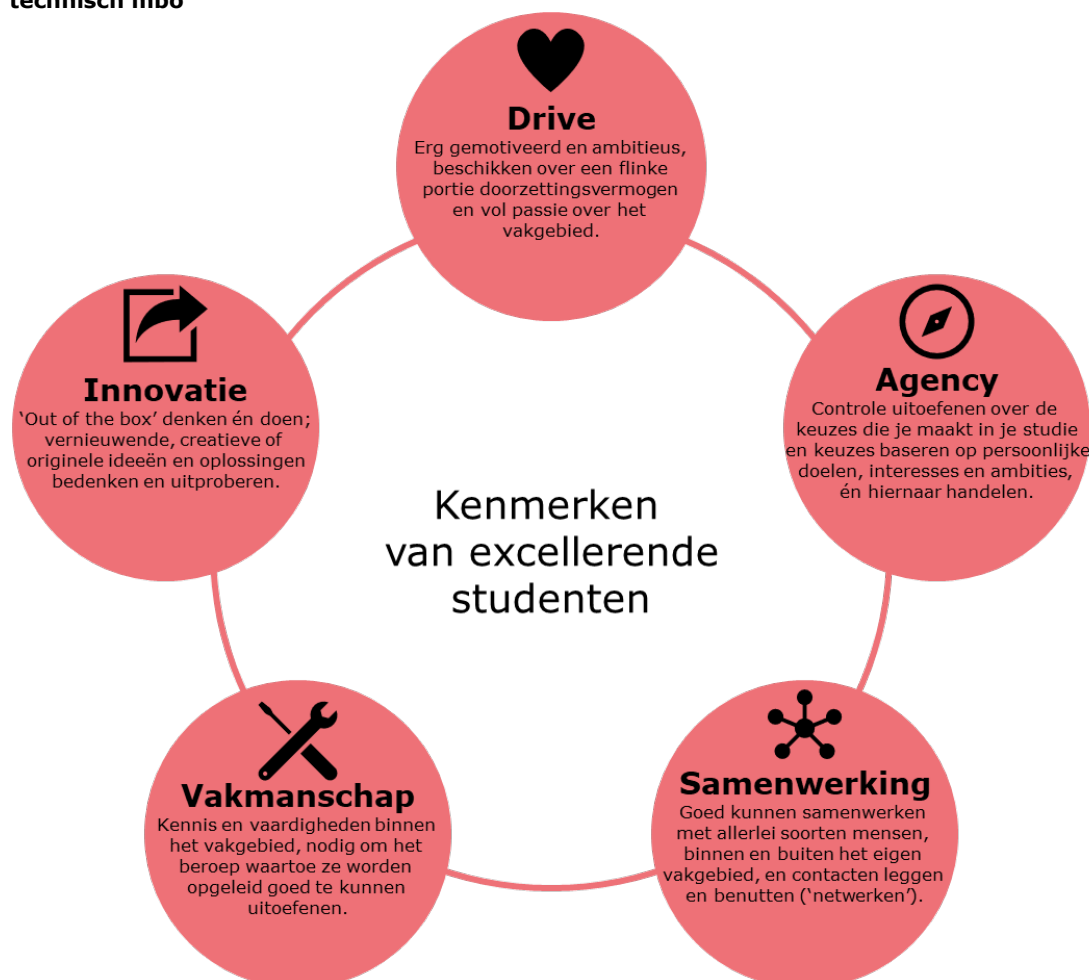 technisch mbo
Drive
Erg gemotiveerd en ambitieus,
beschikken over een flinke
portie doorzettingsvermogen
en vol passie over het
vakgebied.
Innovatie
‘Out of the box’ denken én doen;
vernieuwende, creatieve of
originele ideeën en oplossingen
bedenken en uitproberen.
Agency
Controle uitoefenen over de
keuzes die je maakt in je studie
en keuzes baseren op persoonlijke
doelen, interesses en ambities,
én hiernaar handelen.
Kenmerken
van excellerende
studenten
Vakmanschap
Kennis en vaardigheden binnen
het vakgebied, nodig om het
beroep waartoe ze worden
opgeleid goed te kunnen
uitoefenen.
Samenwerking
Goed kunnen samenwerken
met allerlei soorten mensen,
binnen en buiten het eigen
vakgebied, en contacten leggen
en benutten (‘netwerken’).